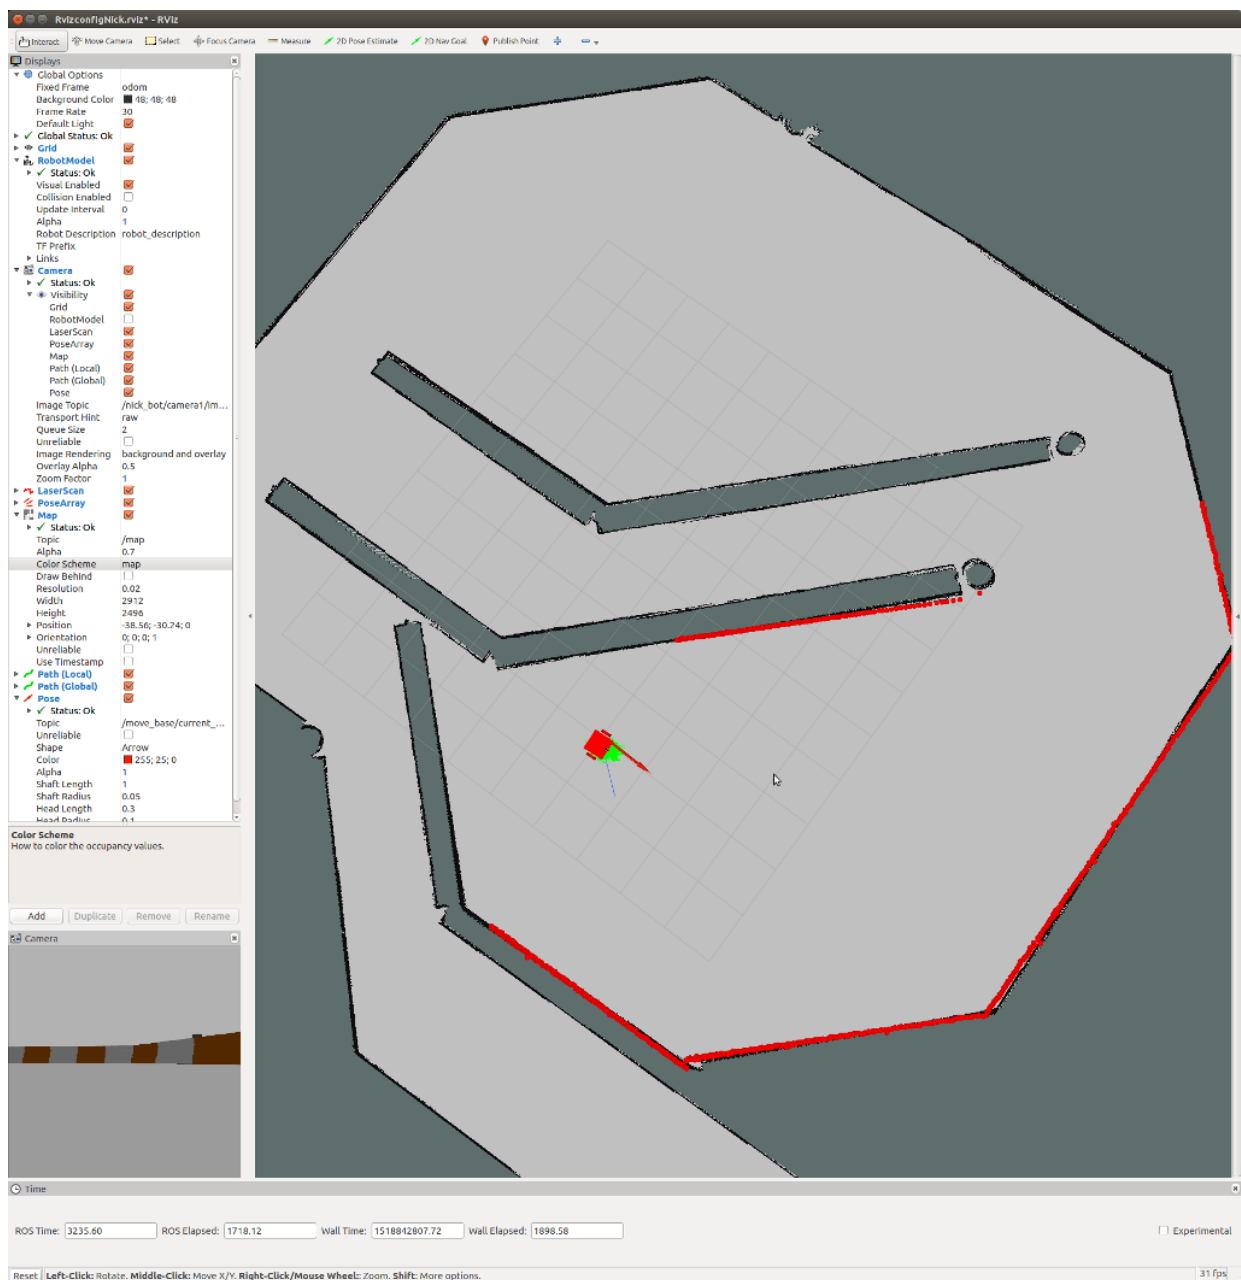 RvizconfigNick.rviz* - RViz
Interact Move Camera Select Focus Camera Measure 2D Pose Estimate 2D Nav Goal Publish Point
Displays
Global Options
Fixed Frame odom
Background Color 48; 48; 48
Frame Rate 30
Default Light
Global Status: Ok
Grid
RobotModel
Status: Ok
Visual Enabled
Collision Enabled
Update Interval 0
Alpha 1
Robot Description robot_description
TF Prefix
Links
Camera
Status: Ok
Visibility
Grid
RobotModel
LaserScan
PoseArray
Map
Path (Local)
Path (Global)
Pose
Image Topic /nick_bot/camera1/im...
Transport Hint raw
Queue Size 2
Unreliable
Image Rendering background and overlay
Overlay Alpha 0.5
Zoom Factor 1
LaserScan
PoseArray
Map
Status: Ok
Topic /map
Alpha 0.7
Color Scheme map
Draw Behind
Resolution 0.02
Width 2912
Height 2496
Position -38.56; -30.24; 0
Orientation 0; 0; 0; 1
Unreliable
Use Timestamp
Path (Local)
Path (Global)
Pose
Status: Ok
Topic /move_base/current_...
Unreliable
Shape Arrow
Color 255; 25; 0
Alpha 1
Shaft Length 1
Shaft Radius 0.05
Head Length 0.3
Head Radius 0.1
Color Scheme
How to color the occupancy values.
Add Duplicate Remove Rename
Camera
Time
ROS Time: 3235.60 ROS Elapsed: 1718.12 Wall Time: 1518842807.72 Wall Elapsed: 1898.58 Experimental
Reset Left-Click: Rotate. Middle-Click: Move X/Y. Right-Click/Mouse Wheel: Zoom. Shift: More options. 31 fps